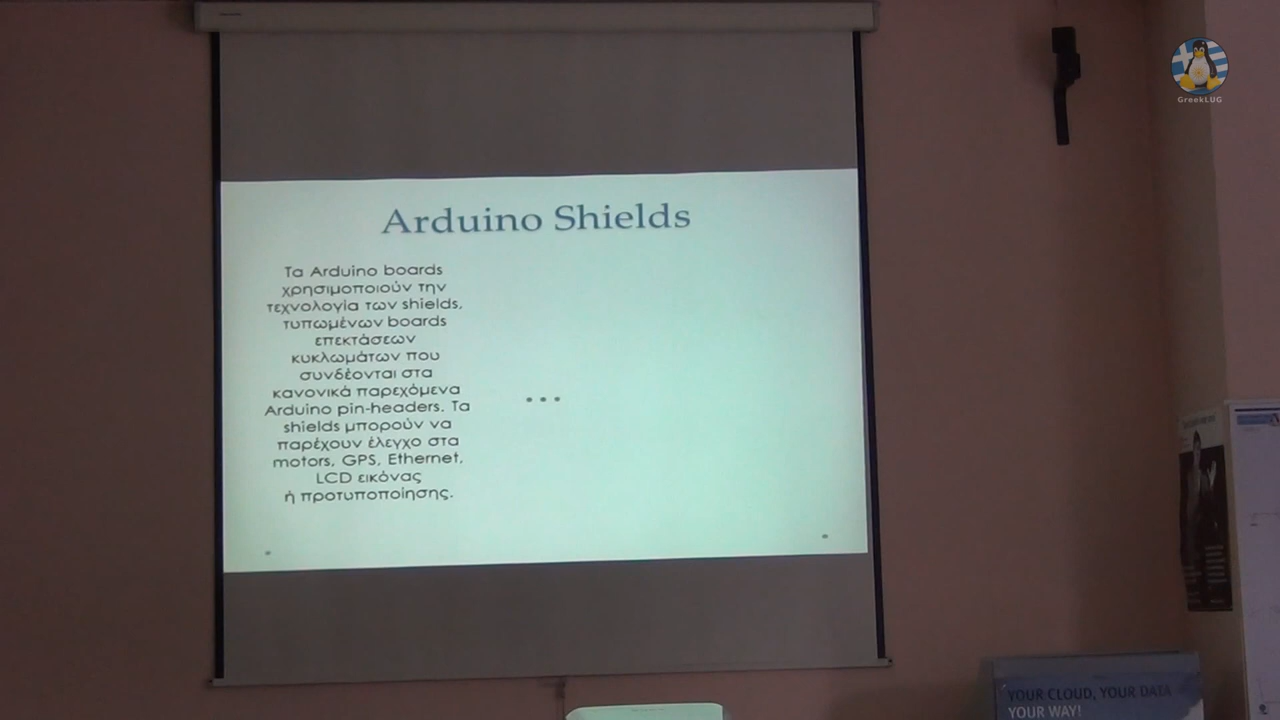 GreekLUG
Arduino Shields
Τα Arduino boards
χρησιμοποιούν την
τεχνολογία των shields,
τυπωμένων boards
επεκτάσεων
κυκλωμάτων που
συνδέονται στα
κανονικά παρεχόμενα
Arduino pin-headers. Τα
shields μπορούν να
παρέχουν έλεγχο στα
motors, GPS, Ethernet,
LCD εικόνας
ή προτυποποίησης.
...
YOUR CLOUD, YOUR DATA
YOUR WAY!